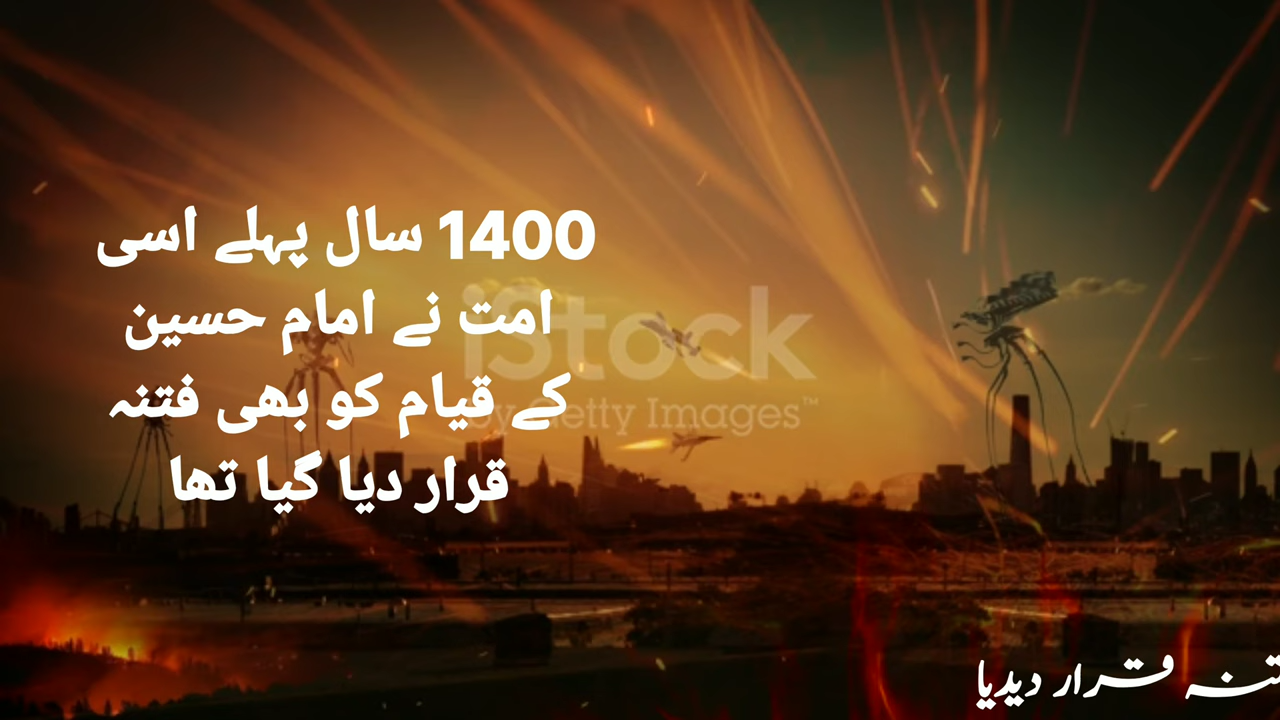 1400 سال پہلے اسی
امت نے امام حسین
کے قیام کو بھی فتنہ
قرار دیا گیا تھا
iStock
by Getty Images™
قرار دیدیا